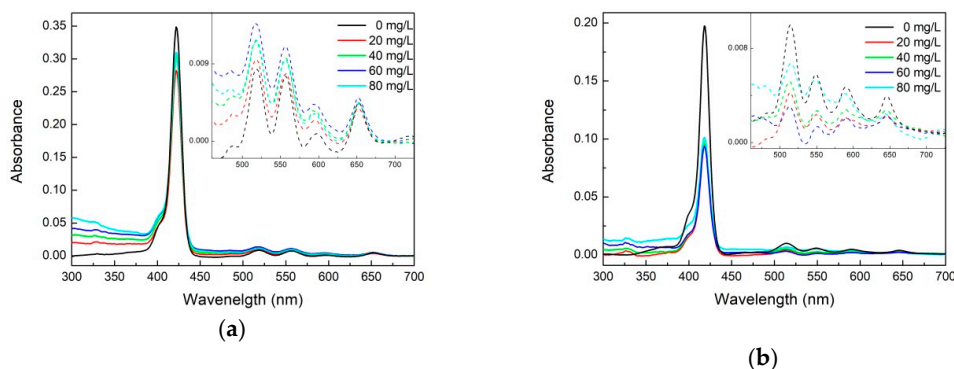 0.35
0.30
0.25
0.20
0.15
0.10
0.05
0.00
Absorbance
0.009
0.000
500 550 600 650 700
0 mg/L
20 mg/L
40 mg/L
60 mg/L
80 mg/L
300 350 400 450 500 550 600 650 700
Wavenelgth (nm)
(a)
0.20
0.15
0.10
0.05
0.00
Absorbance
0.008
0.000
500 550 600 650 700
0 mg/L
20 mg/L
40 mg/L
60 mg/L
80 mg/L
300 350 400 450 500 550 600 650 700
Wavelength (nm)
(b)